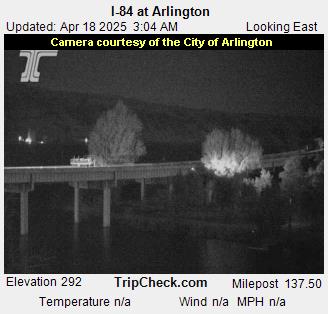 I-84 at Arlington
Updated: Apr 18 2025 3:04 AM Looking East
Camera courtesy of the City of Arlington
Elevation 292 TripCheck.com Milepost 137.50
Temperature n/a Wind n/a MPH n/a